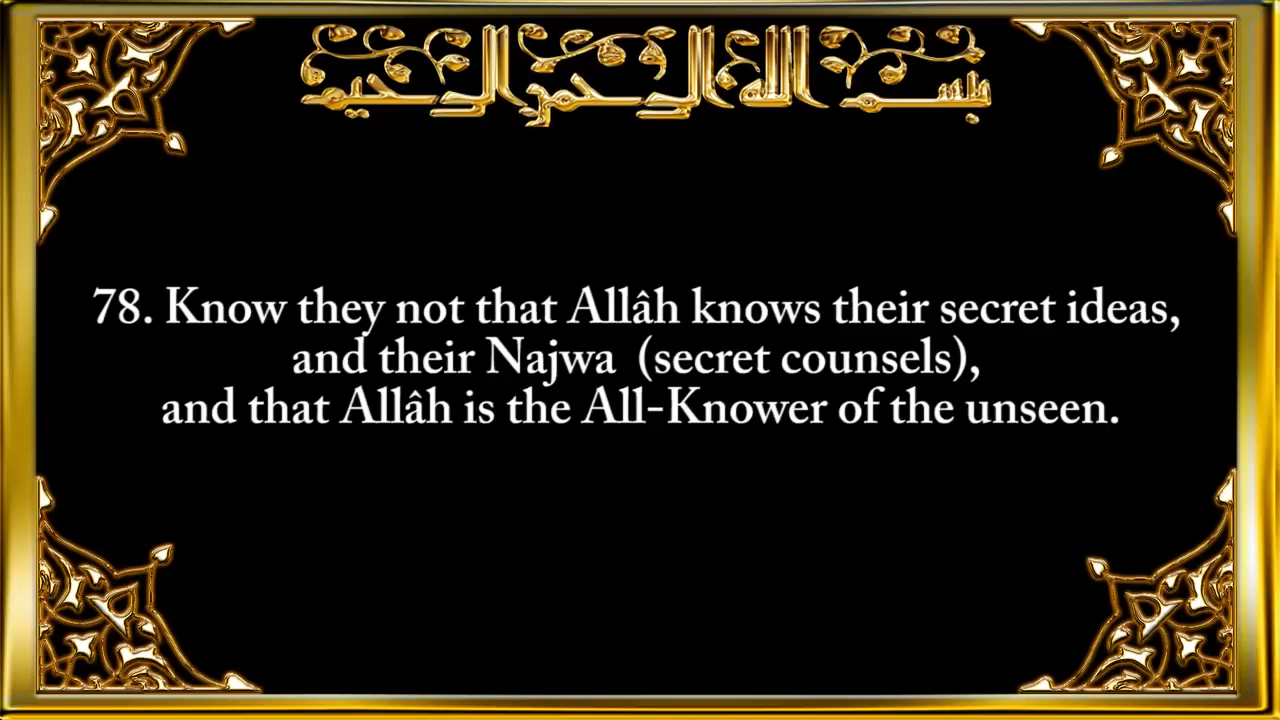 بسم الله الرحمن الرحيم
78. Know they not that Allâh knows their secret ideas,
and their Najwa (secret counsels),
and that Allâh is the All-Knower of the unseen.